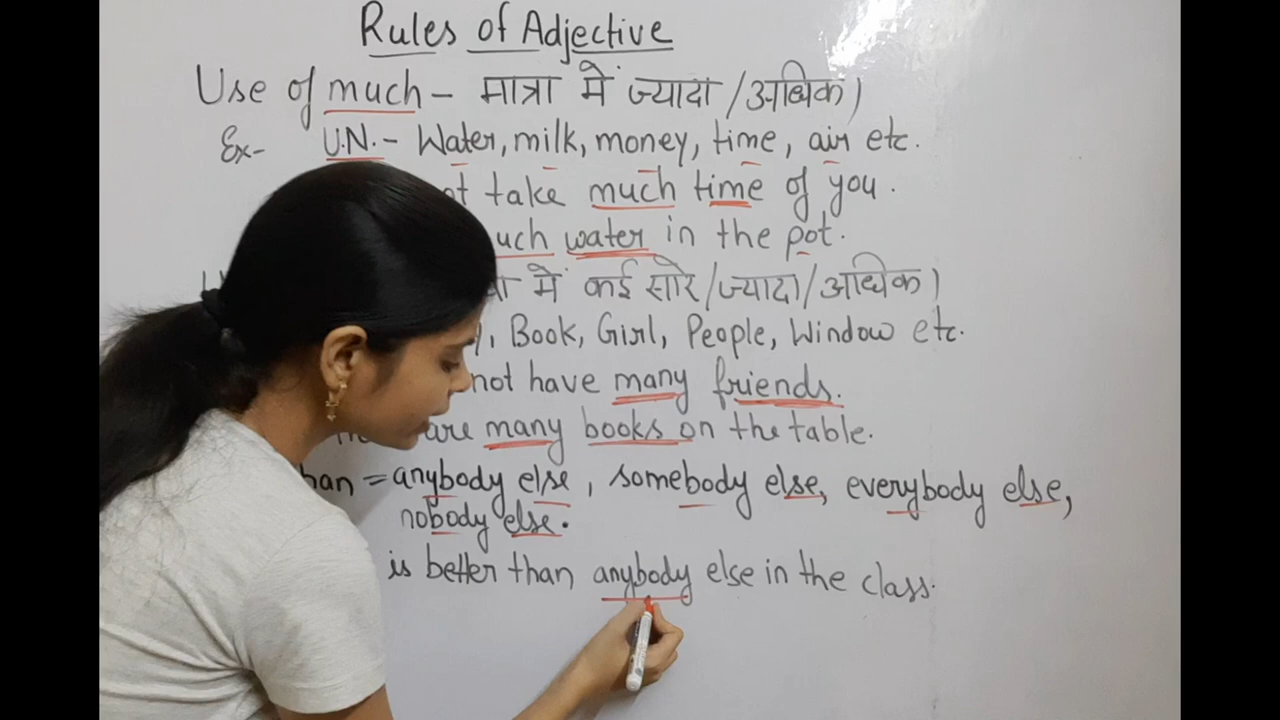 Rules of Adjective
Use of much – मात्रा में ज्यादा / अधिक।
Ex- U.N. - Water, milk, money, time, air etc.
take much time of you.
water in the pot.
में कई सारे / ज्यादा / अधिक।
Book, Girl, People, Window etc.
not have many friends.
are many books on the table.
= anybody else, somebody else, everybody else,
nobody else.
is better than anybody else in the class.